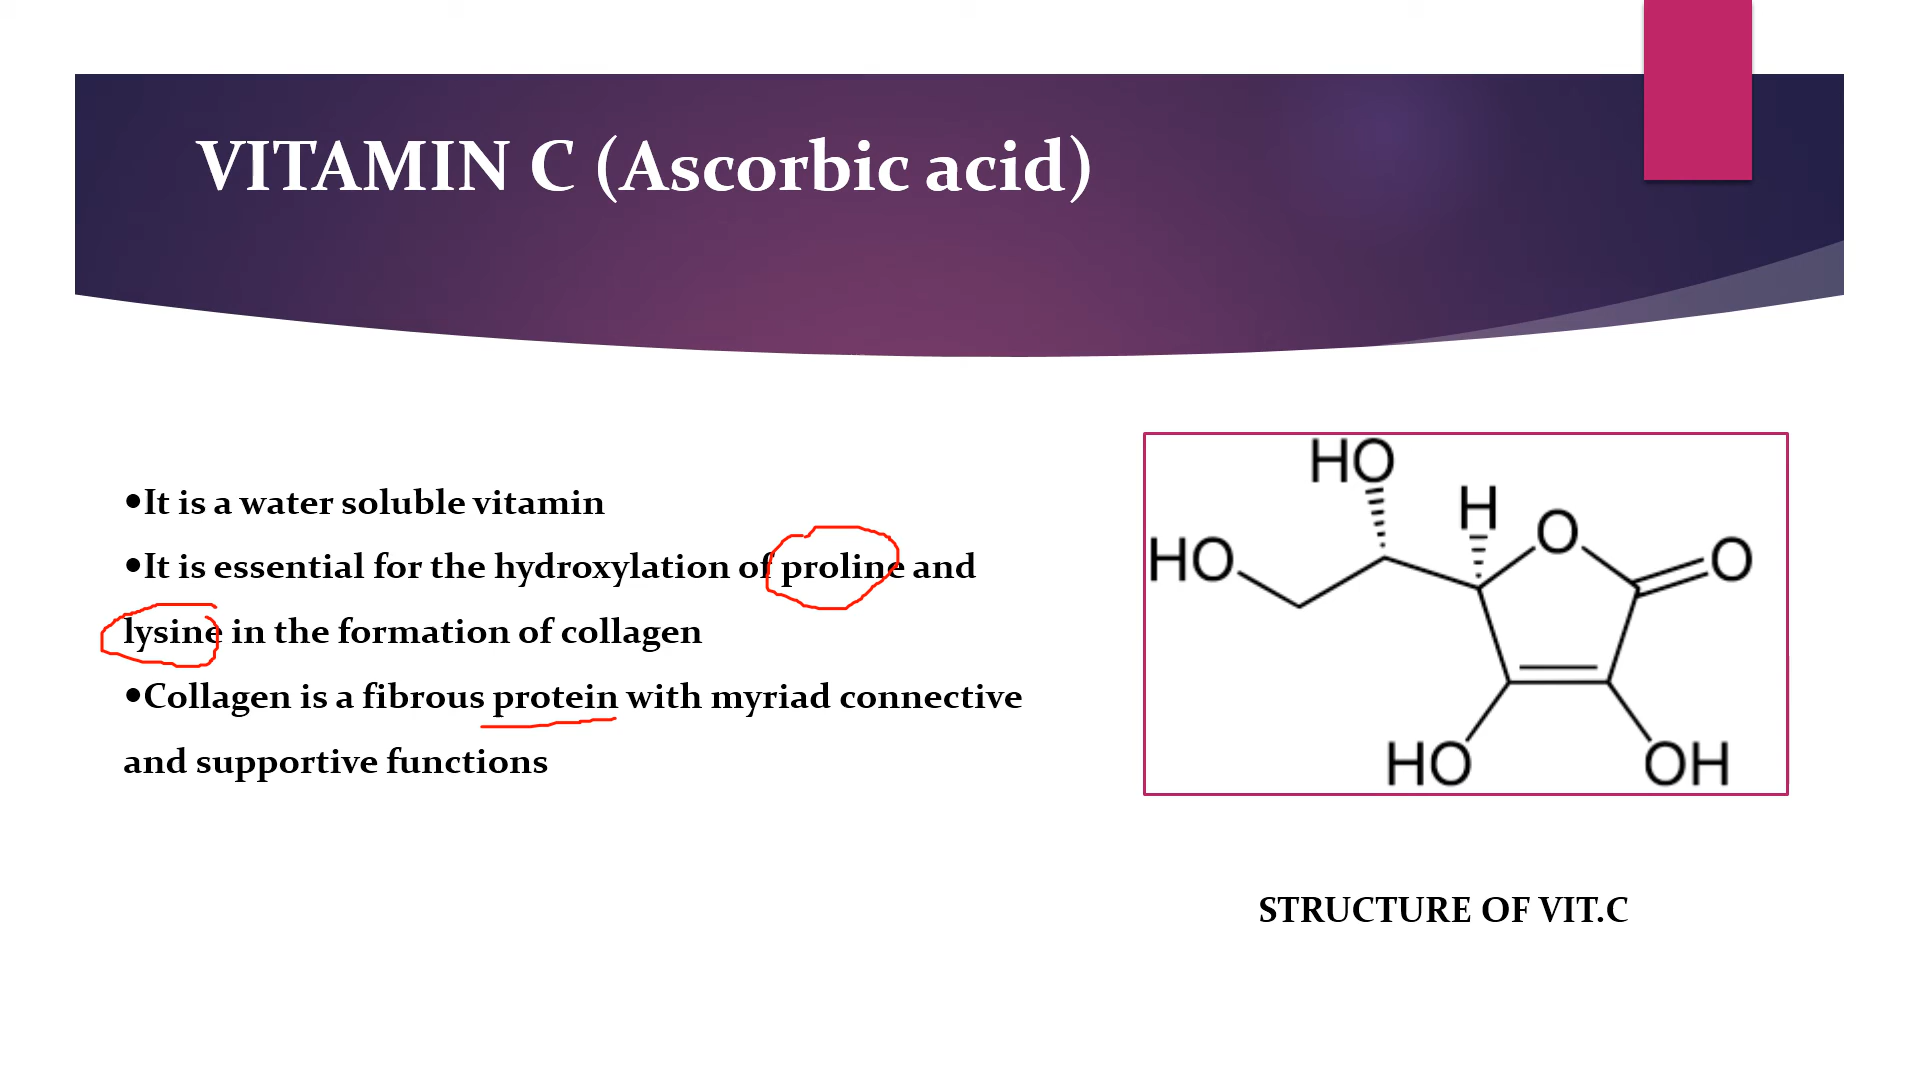 VITAMIN C (Ascorbic acid)
•It is a water soluble vitamin
•It is essential for the hydroxylation of proline and
lysine in the formation of collagen
•Collagen is a fibrous protein with myriad connective
and supportive functions
HO
H
O
HO
O
HO
OH
STRUCTURE OF VIT.C